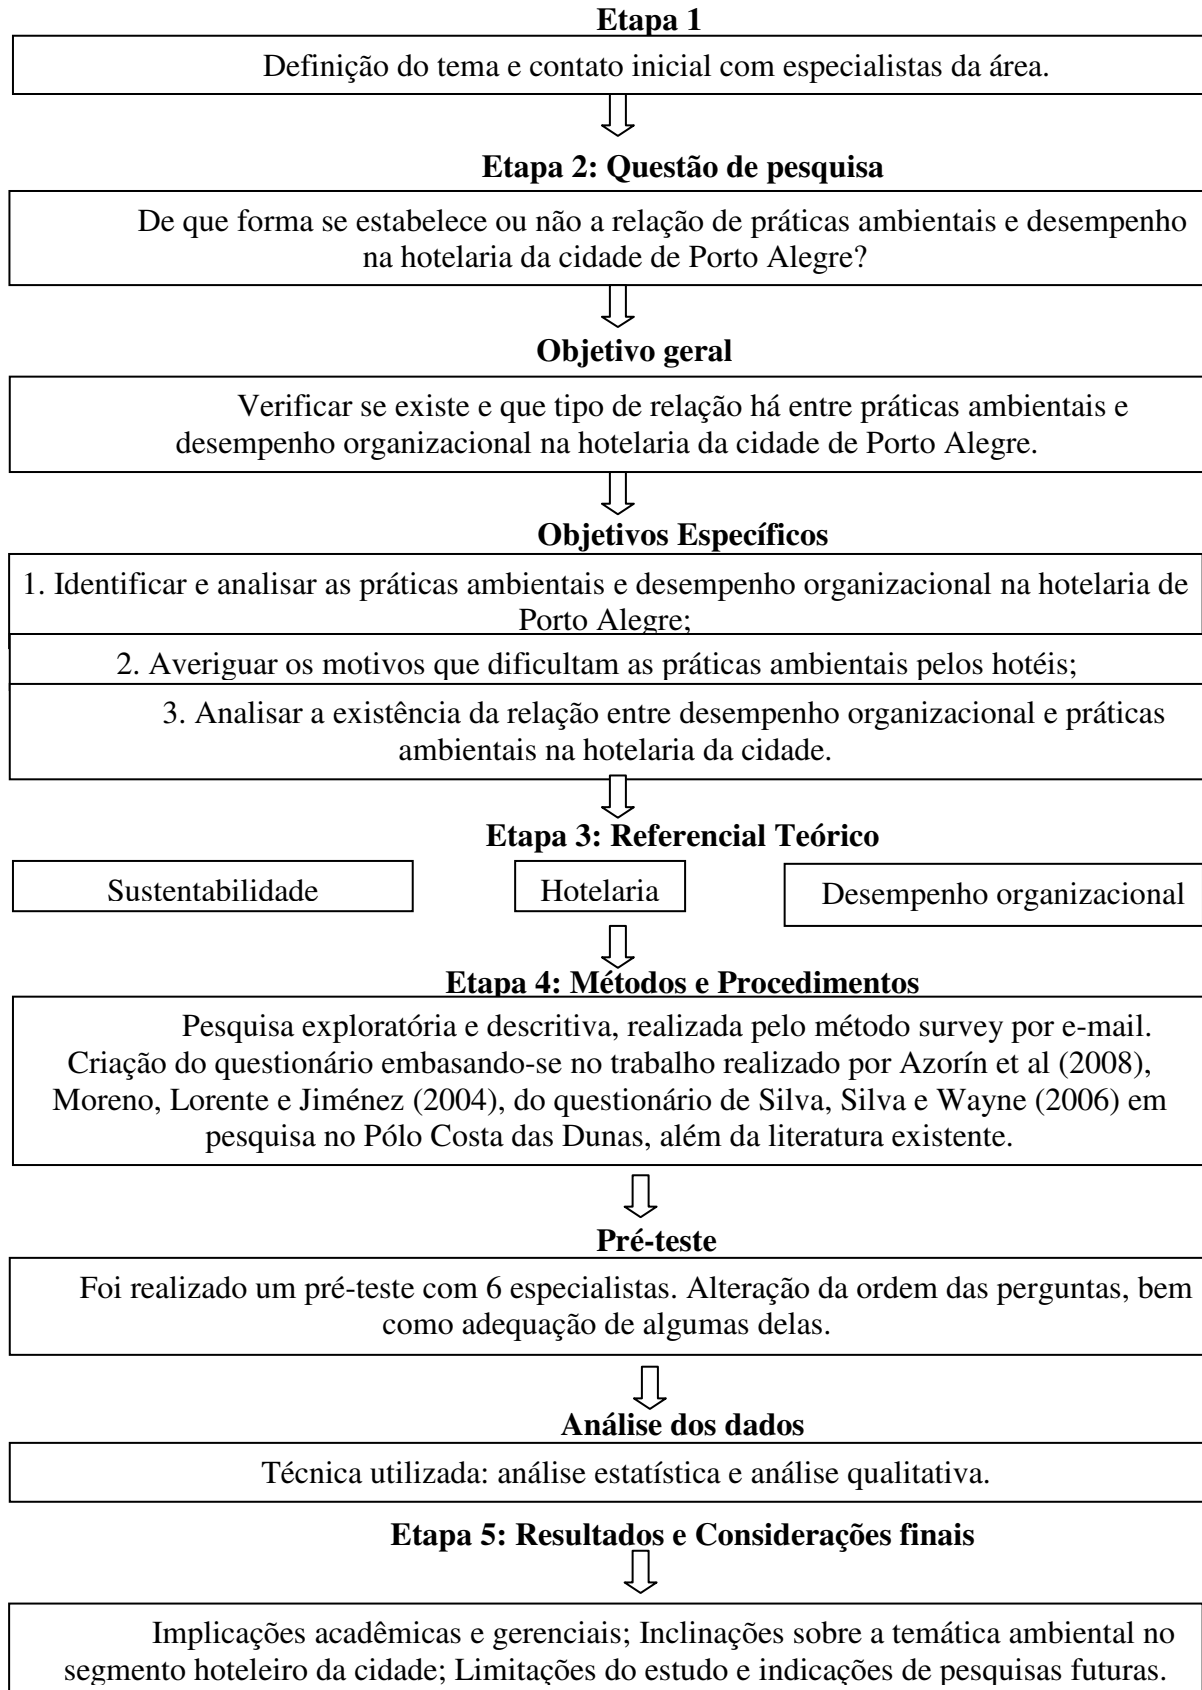 Etapa 1
Definição do tema e contato inicial com especialistas da área.
Etapa 2: Questão de pesquisa
De que forma se estabelece ou não a relação de práticas ambientais e desempenho
na hotelaria da cidade de Porto Alegre?
Objetivo geral
Verificar se existe e que tipo de relação há entre práticas ambientais e
desempenho organizacional na hotelaria da cidade de Porto Alegre.
Objetivos Específicos
1. Identificar e analisar as práticas ambientais e desempenho organizacional na hotelaria de
Porto Alegre;
2. Averiguar os motivos que dificultam as práticas ambientais pelos hotéis;
3. Analisar a existência da relação entre desempenho organizacional e práticas
ambientais na hotelaria da cidade.
Etapa 3: Referencial Teórico
Sustentabilidade
Hotelaria
Desempenho organizacional
Etapa 4: Métodos e Procedimentos
Pesquisa exploratória e descritiva, realizada pelo método survey por e-mail.
Criação do questionário embasando-se no trabalho realizado por Azorín et al (2008),
Moreno, Lorente e Jiménez (2004), do questionário de Silva, Silva e Wayne (2006) em
pesquisa no Pólo Costa das Dunas, além da literatura existente.
Pré-teste
Foi realizado um pré-teste com 6 especialistas. Alteração da ordem das perguntas, bem
como adequação de algumas delas.
Análise dos dados
Técnica utilizada: análise estatística e análise qualitativa.
Etapa 5: Resultados e Considerações finais
Implicações acadêmicas e gerenciais; Inclinações sobre a temática ambiental no
segmento hoteleiro da cidade; Limitações do estudo e indicações de pesquisas futuras.